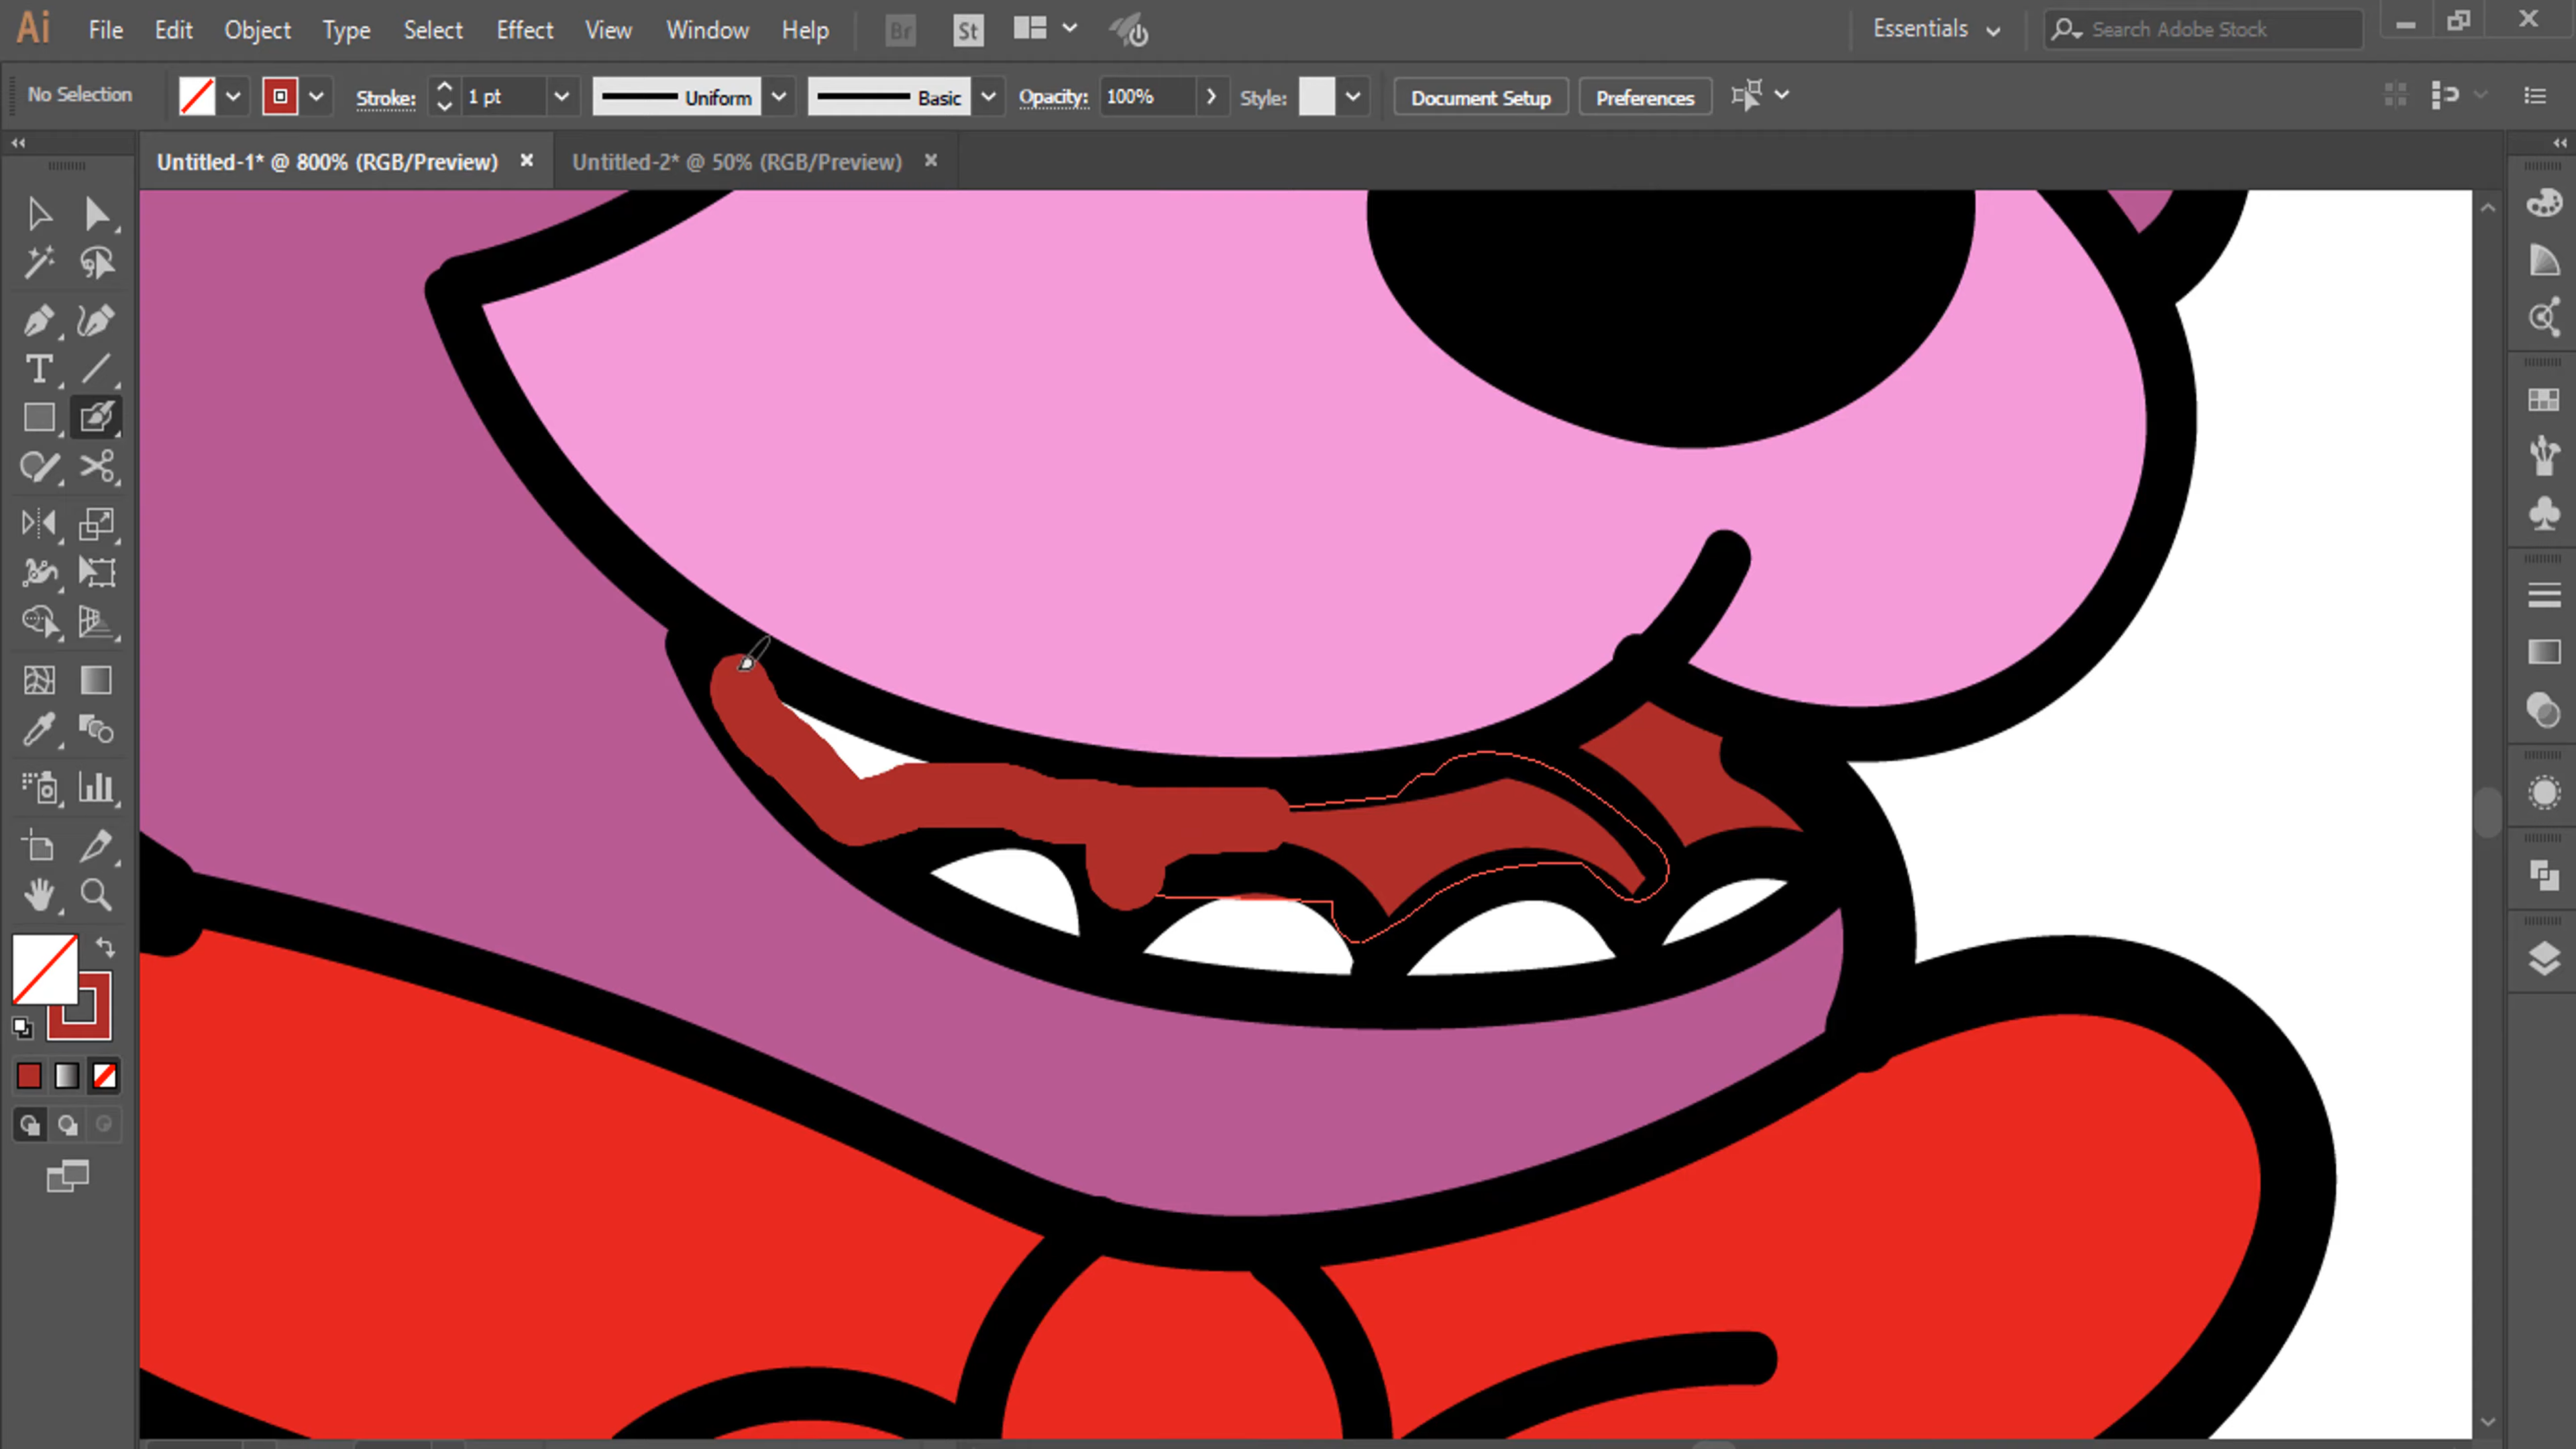 Ai File Edit Object Type Select Effect View Window Help Br St Essentials Search Adobe Stock
No Selection Stroke: 1 pt Uniform Basic Opacity: 100% Style: Document Setup Preferences
Untitled-1* @ 800% (RGB/Preview) Untitled-2* @ 50% (RGB/Preview)
T